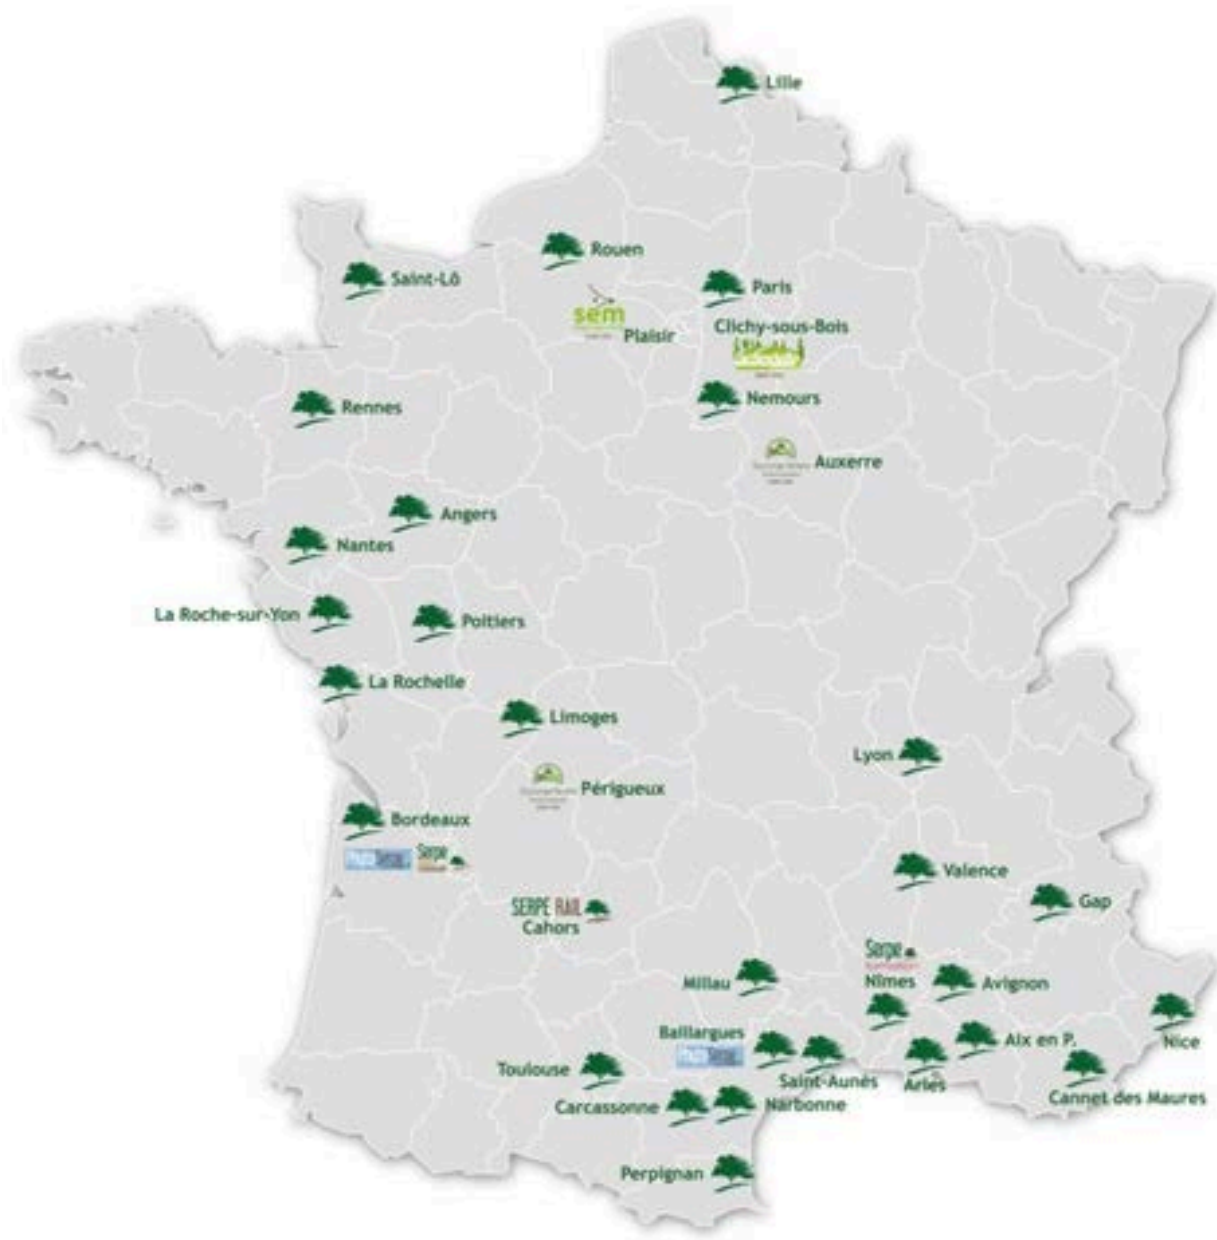 Lille
Rouen
Saint-Lô
Paris
sem
Plaisir
Clichy-sous-Bois
Rennes
Nemours
Auxerre
Angers
Nantes
La Roche-sur-Yon
Poitiers
La Rochelle
Limoges
Lyon
Périgueux
Bordeaux
Serpe
Valence
Gap
SERPE RAIL
Cahors
Serpe
Nîmes
Millau
Avignon
Baillargues
Aix en P.
Nice
Toulouse
Saint-Aunés
Arles
Cannet des Maures
Carcassonne
Narbonne
Perpignan